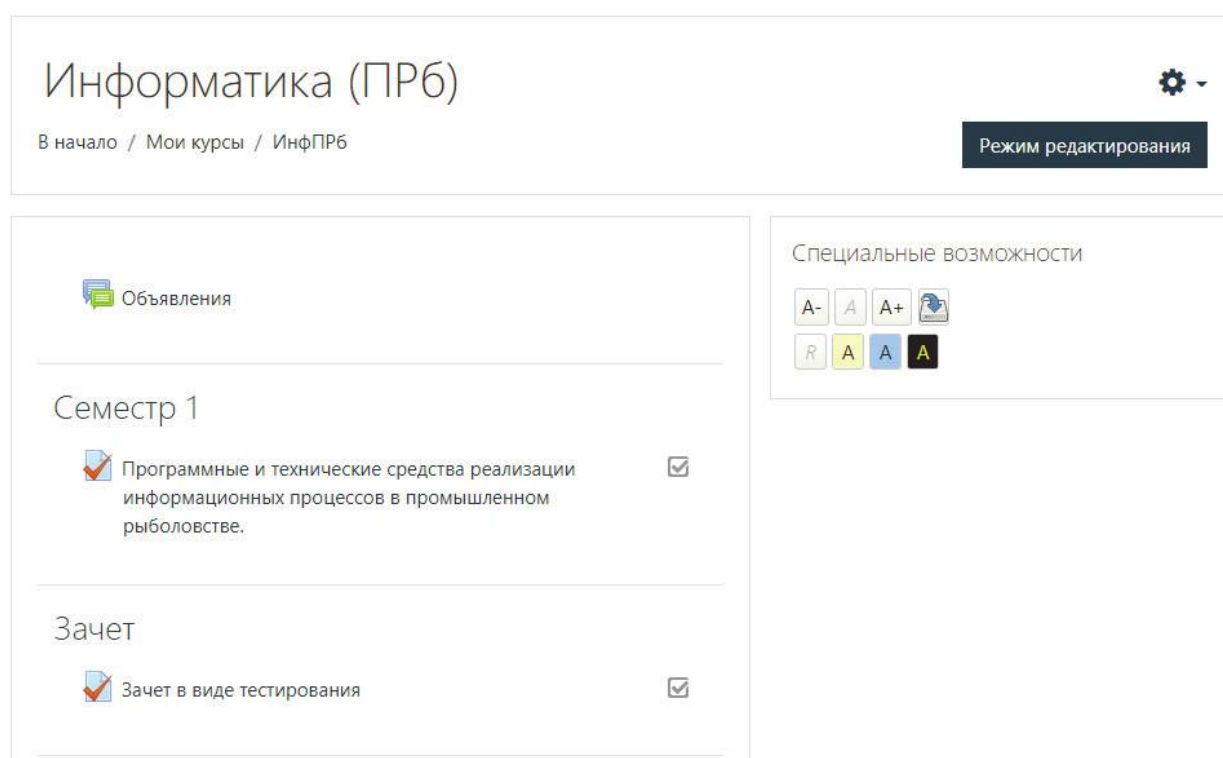 Информатика (ПРб)
В начало / Мои курсы / ИнфПРб
Режим редактирования
Объявления
Семестр 1
Программные и технические средства реализации
информационных процессов в промышленном
рыболовстве.
Зачет
Зачет в виде тестирования
Специальные возможности
A- A A+
R A A A